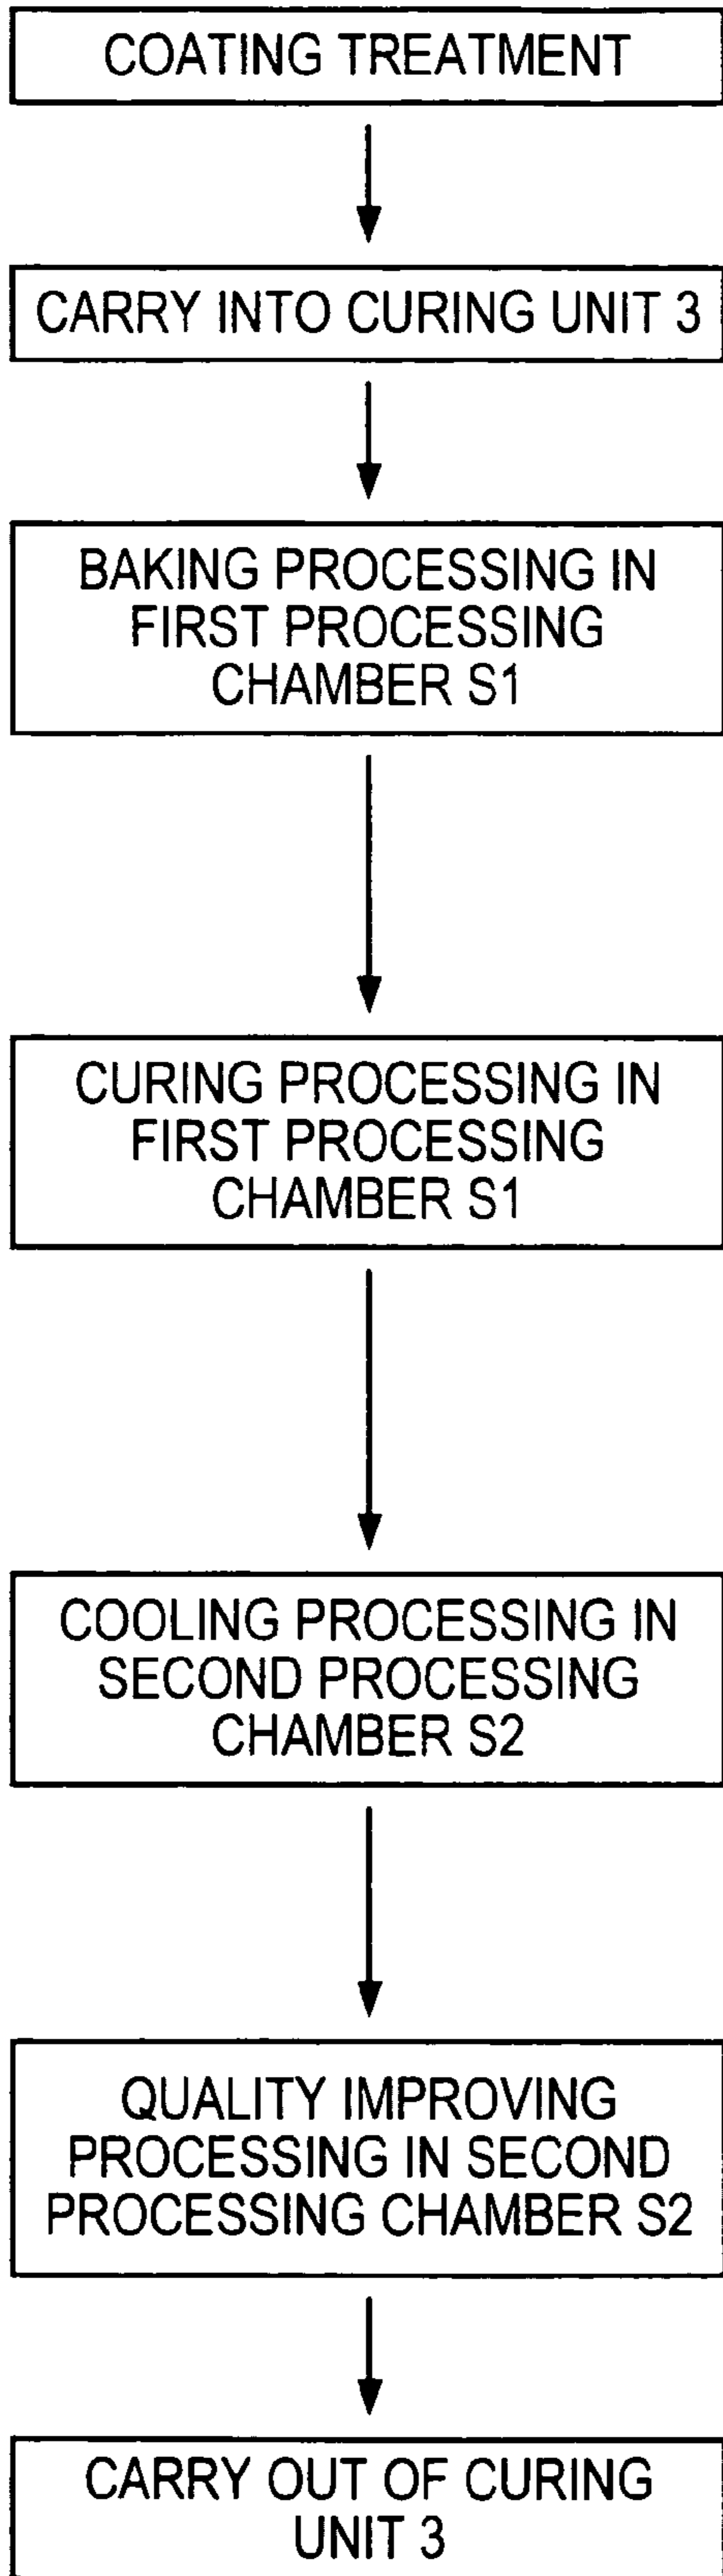 COATING TREATMENT
CARRY INTO CURING UNIT 3
BAKING PROCESSING IN
FIRST PROCESSING
CHAMBER S1
CURING PROCESSING IN
FIRST PROCESSING
CHAMBER S1
COOLING PROCESSING IN
SECOND PROCESSING
CHAMBER S2
QUALITY IMPROVING
PROCESSING IN SECOND
PROCESSING CHAMBER S2
CARRY OUT OF CURING
UNIT 3